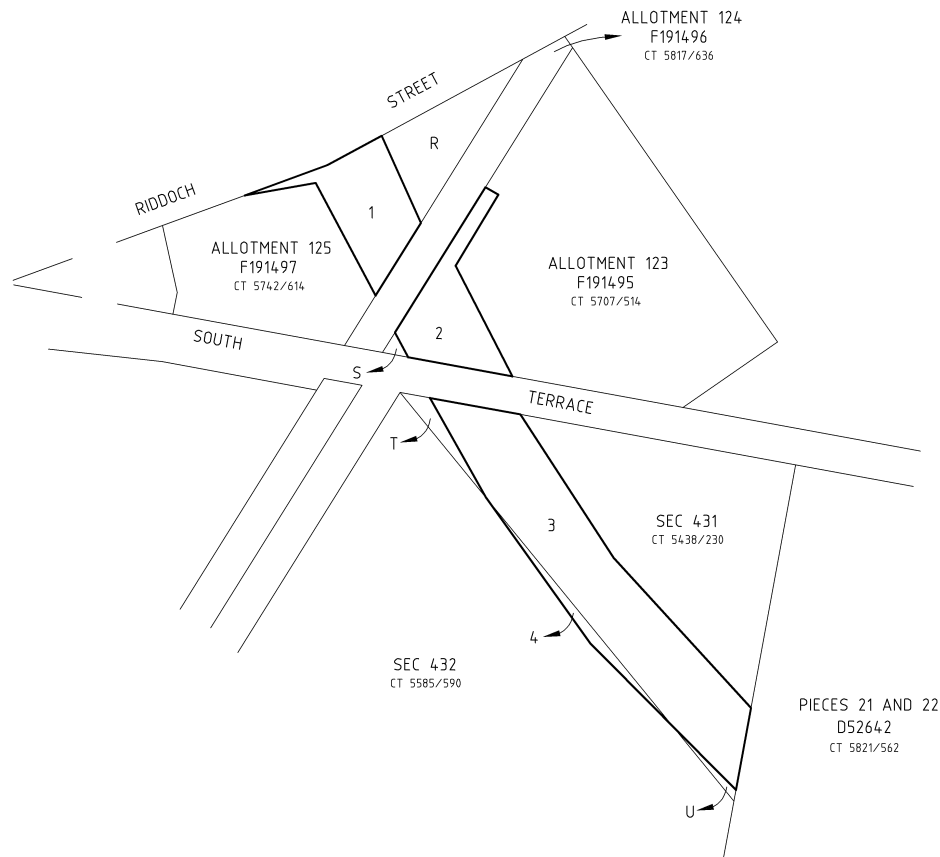 ALLOTMENT 124
F191496
CT 5817/636
STREET
R
RIDDOCH
1
ALLOTMENT 125
F191497
CT 5742/614
ALLOTMENT 123
F191495
CT 5707/514
2
SOUTH
S
TERRACE
T
3
SEC 431
CT 5438/230
4
SEC 432
CT 5585/590
PIECES 21 AND 22
D52642
CT 5821/562
U